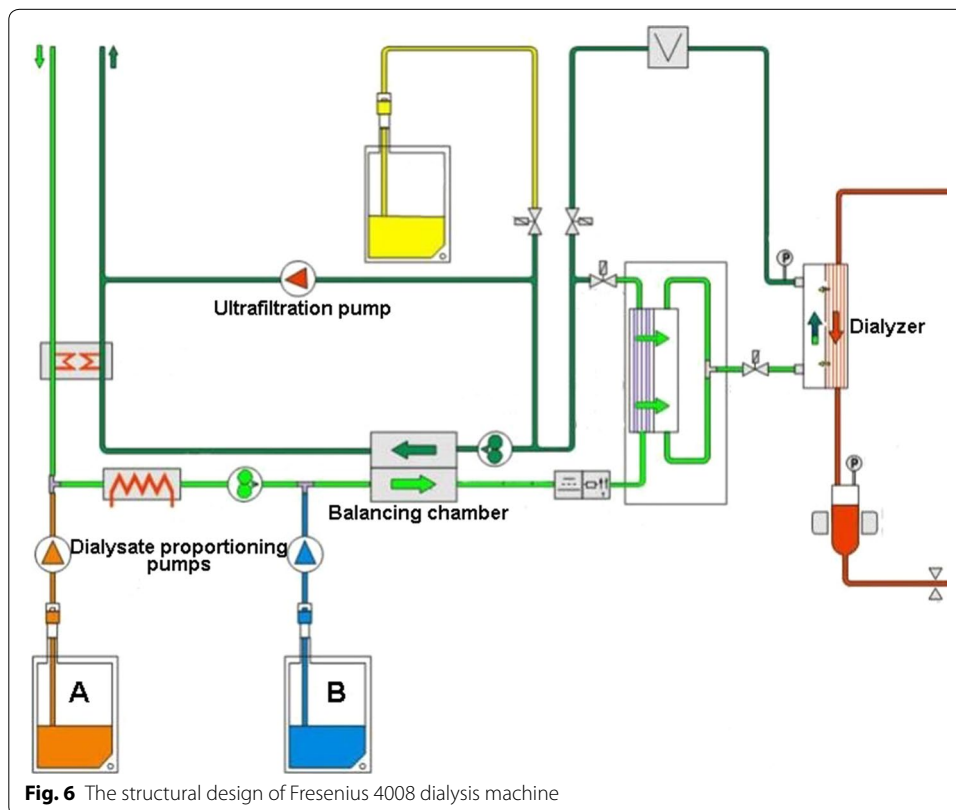 P
Ultrafiltration pump
Dialyzer
P
Balancing chamber
Dialysate proportioning
pumps
A
B
Fig. 6 The structural design of Fresenius 4008 dialysis machine